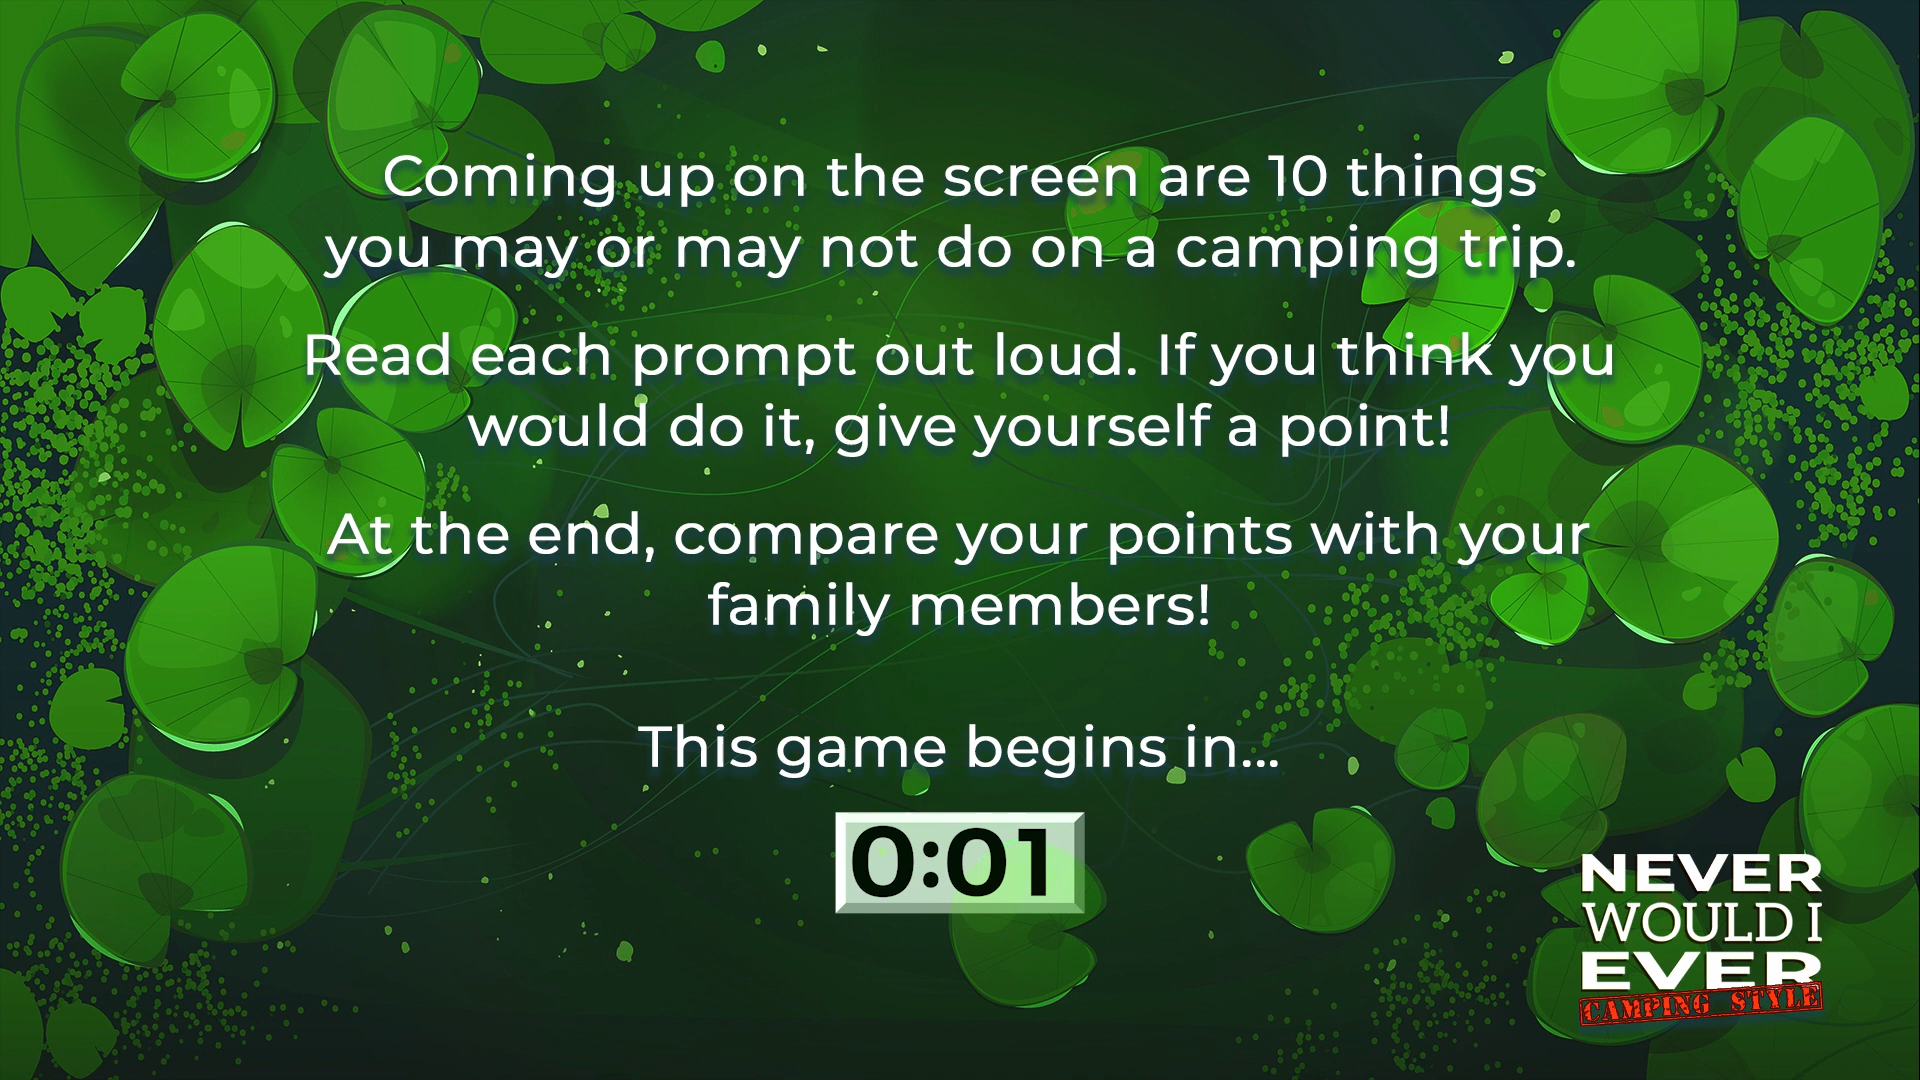 Coming up on the screen are 10 things
you may or may not do on a camping trip.
Read each prompt out loud. If you think you
would do it, give yourself a point!
At the end, compare your points with your
family members!
This game begins in...
0:01
NEVER
WOULD I
EVER
CAMPING STYLE